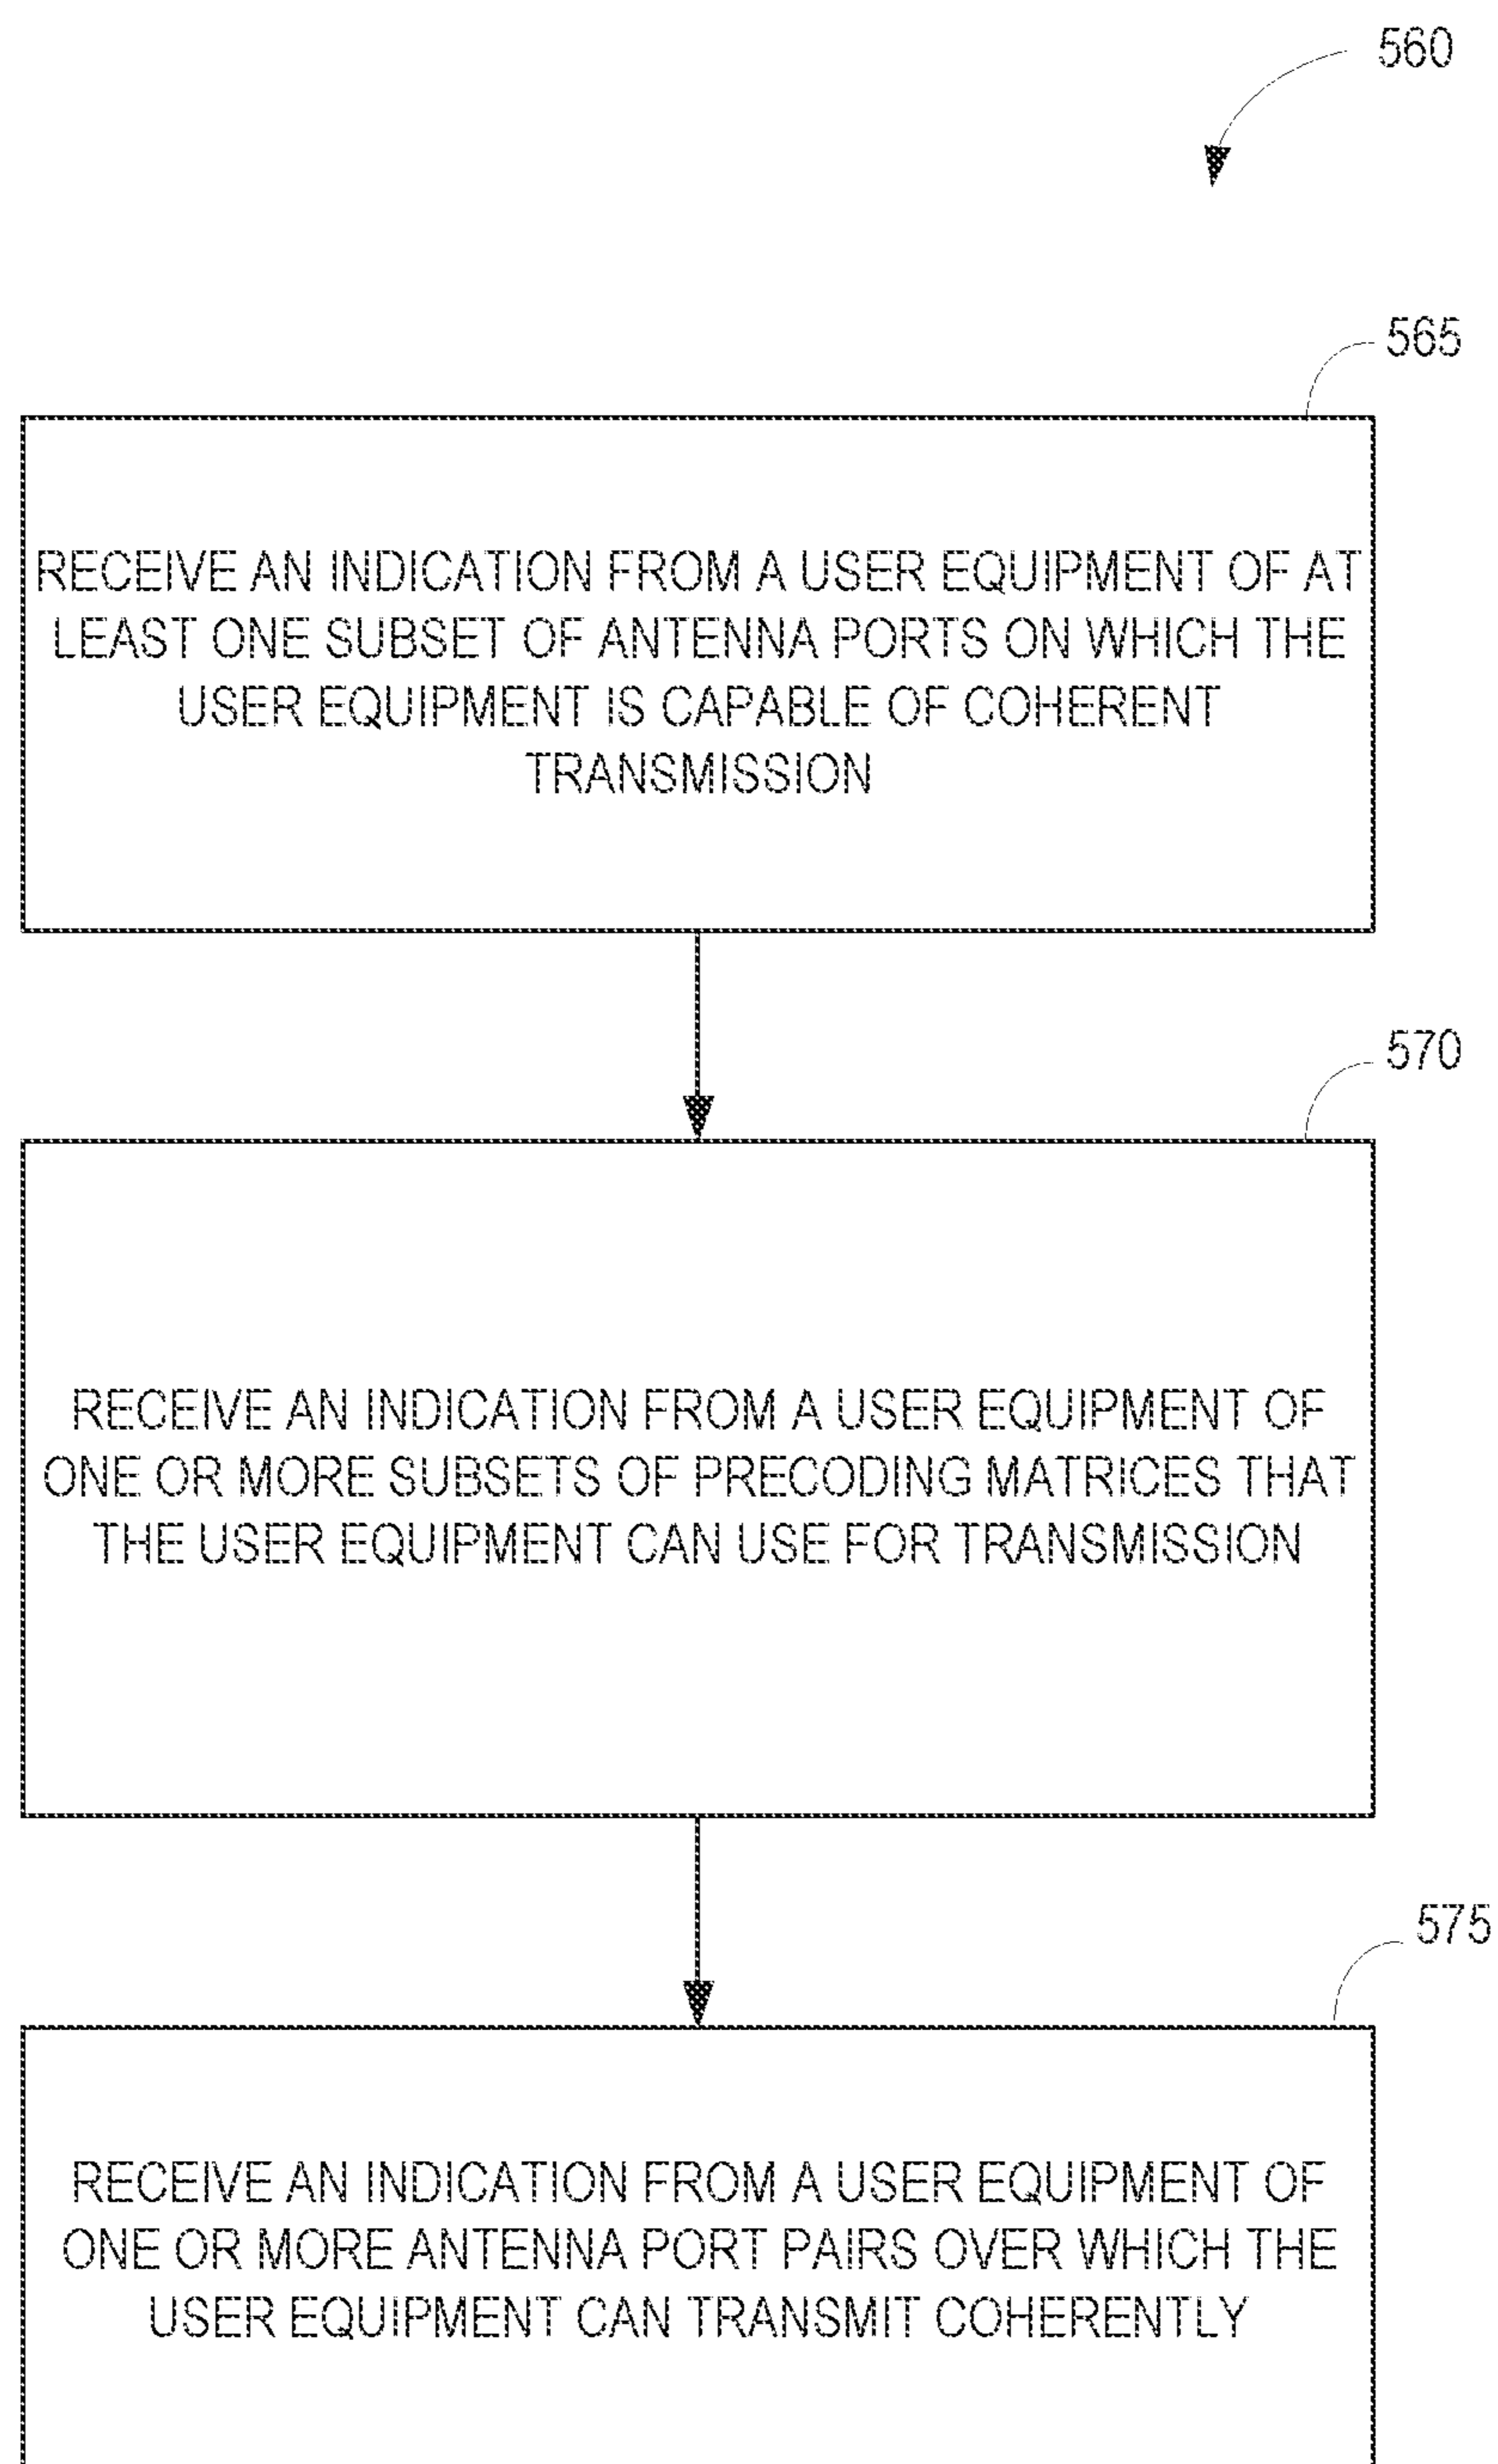 560
565
RECEIVE AN INDICATION FROM A USER EQUIPMENT OF AT
LEAST ONE SUBSET OF ANTENNA PORTS ON WHICH THE
USER EQUIPMENT IS CAPABLE OF COHERENT
TRANSMISSION
570
RECEIVE AN INDICATION FROM A USER EQUIPMENT OF
ONE OR MORE SUBSETS OF PRECODING MATRICES THAT
THE USER EQUIPMENT CAN USE FOR TRANSMISSION
575
RECEIVE AN INDICATION FROM A USER EQUIPMENT OF
ONE OR MORE ANTENNA PORT PAIRS OVER WHICH THE
USER EQUIPMENT CAN TRANSMIT COHERENTLY